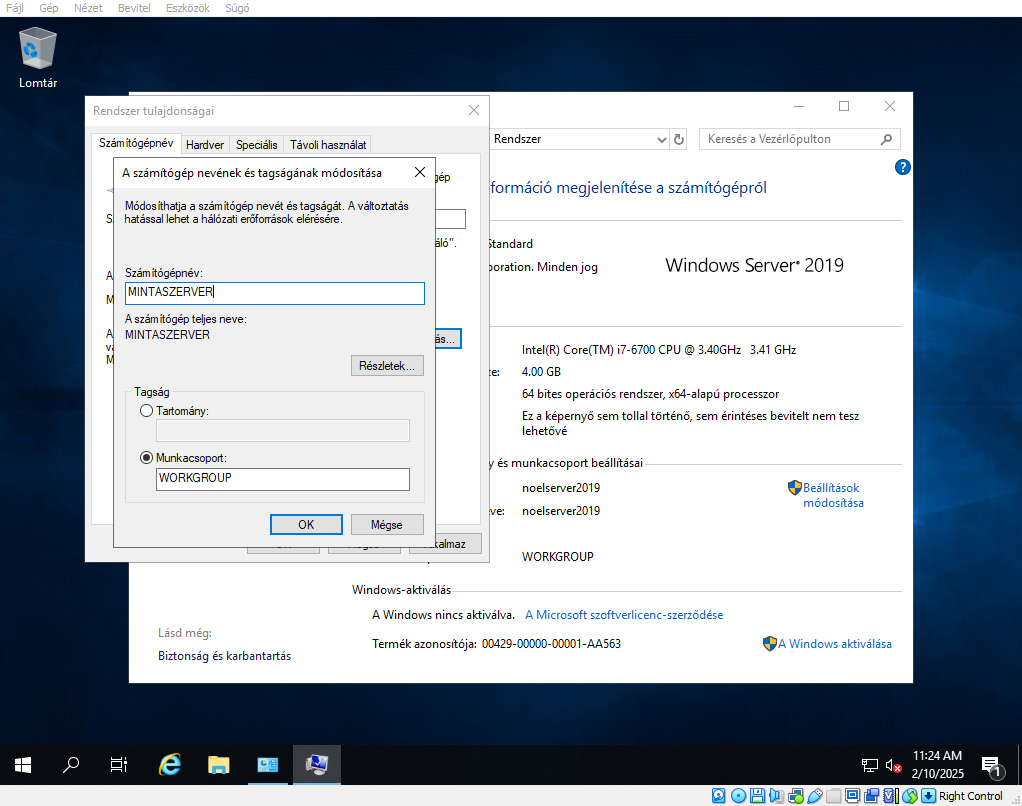 Fájl Gép Nézet Bevitel Eszközök Súgó
Lomtár
Rendszer tulajdonságai
Számítógépnév Hardver Speciális Távoli használat
A számítógép nevének és tagságának módosítása
Módosíthatja a számítógép nevét és tagságát. A változtatás
hatással lehet a hálózati erőforrások elérésére.
Számítógépnév:
MINTASZERVER
A számítógép teljes neve:
MINTASZERVER
Részletek...
Tagság
Tartomány:
Munkacsoport:
WORKGROUP
OK Mégse
Rendszer
Keresés a Vezérlőpulton
formáció megjelenítése a számítógépről
Standard
poration. Minden jog
Windows Server® 2019
Intel(R) Core(TM) i7-6700 CPU @ 3.40GHz 3.41 GHz
4.00 GB
64 bites operációs rendszer, x64-alapú processzor
Ez a képernyő sem tollal történő, sem érintéses bevitelt nem tesz
lehetővé
y és munkacsoport beállításai
noelserver2019
Beállítások
módosítása
noelserver2019
WORKGROUP
Windows-aktiválás
A Windows nincs aktiválva. A Microsoft szoftverlicenc-szerződése
Termék azonosítója: 00429-00000-00001-AA563
A Windows aktiválása
Lásd még:
Biztonság és karbantartás
11:24 AM
2/10/2025
1
Right Control